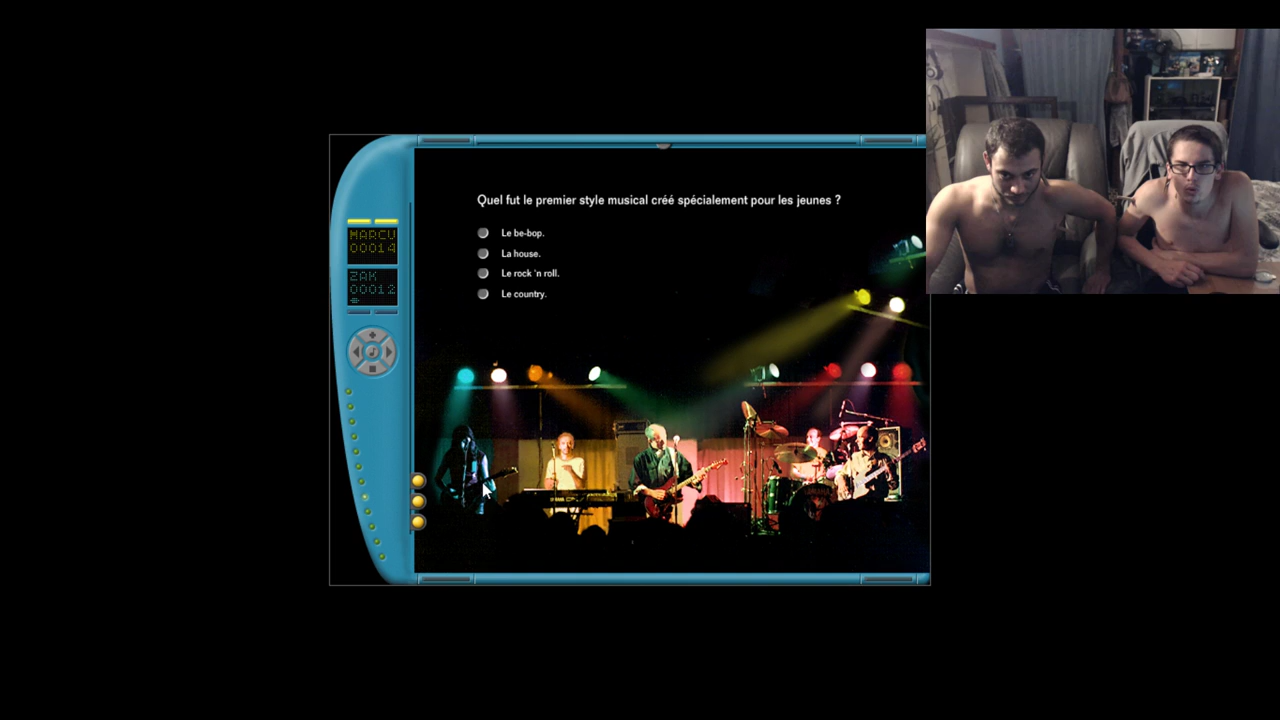 Quel fut le premier style musical créé spécialement pour les jeunes ?
Le be-bop.
La house.
Le rock 'n roll.
Le country.
MARCU
00014
ZAK
00012